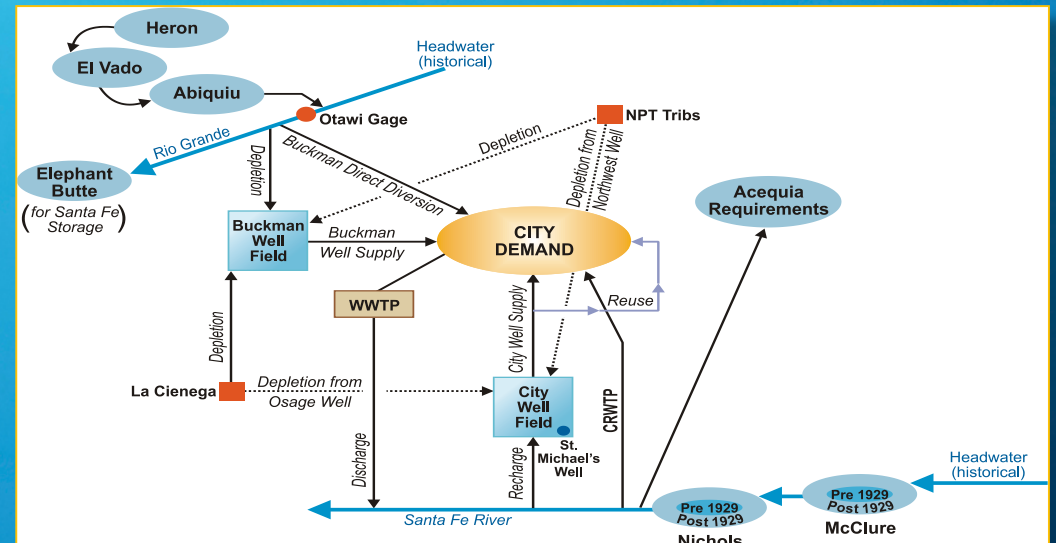 Heron
El Vado
Abiquiu
Headwater
(historical)
Otawi Gage
NPT Tribs
Rio Grande
Elephant
Butte
(for Santa Fe
Storage)
Depletion
Buckman Direct Diversion
Depletion
Depletion from
Northwest Well
Acequia
Requirements
Buckman
Well
Field
Buckman
Well Supply
CITY
DEMAND
WWTP
City Well Supply
Reuse
Depletion
La Cienega
Depletion from
Osage Well
City
Well
Field
St.
Michael's
Well
CRWTP
Discharge
Recharge
Santa Fe River
Pre 1929
Post 1929
Nichols
Pre 1929
Post 1929
McClure
Headwater
(historical)